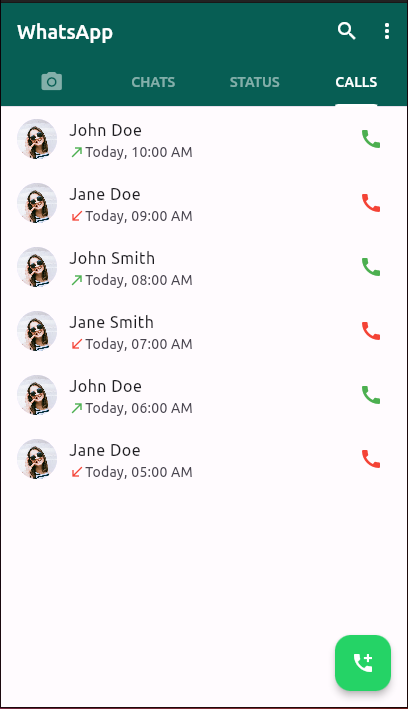 WhatsApp
CHATS STATUS CALLS
John Doe
Today, 10:00 AM
Jane Doe
Today, 09:00 AM
John Smith
Today, 08:00 AM
Jane Smith
Today, 07:00 AM
John Doe
Today, 06:00 AM
Jane Doe
Today, 05:00 AM